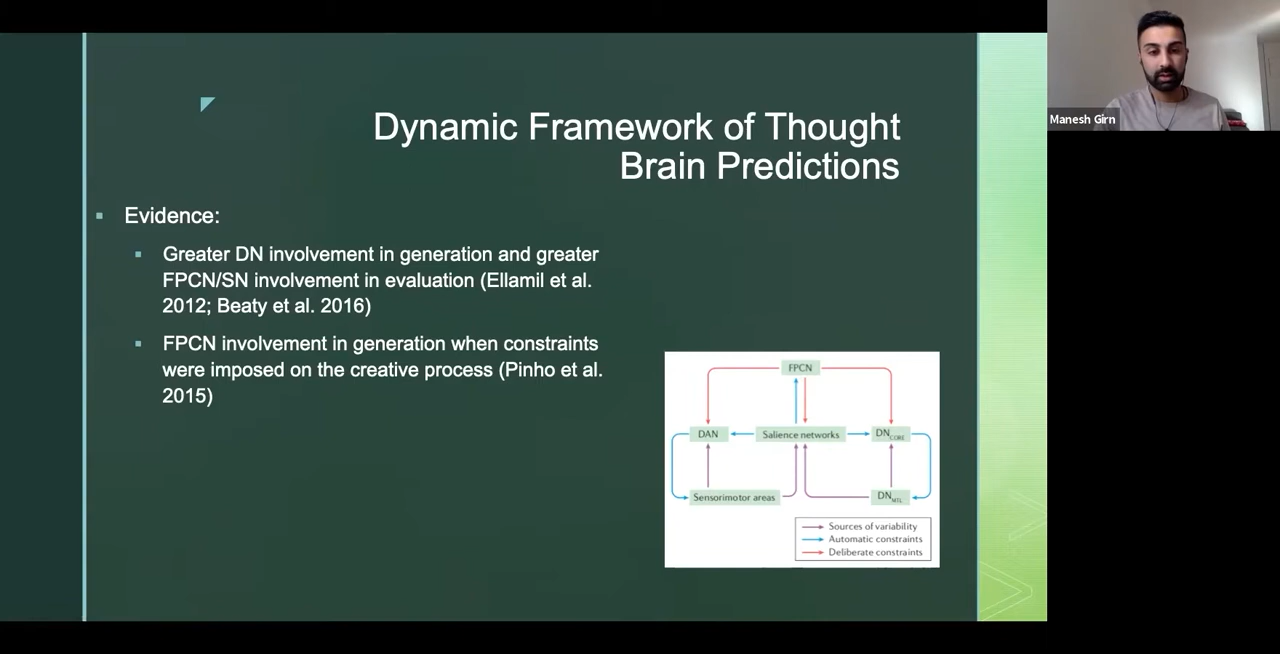 Dynamic Framework of Thought
Brain Predictions
Evidence:
Greater DN involvement in generation and greater
FPCN/SN involvement in evaluation (Ellamil et al.
2012; Beaty et al. 2016)
FPCN involvement in generation when constraints
were imposed on the creative process (Pinho et al.
2015)
FPCN
DAN
Salience networks
DN CORE
Sensorimotor areas
DN MTL
Sources of variability
Automatic constraints
Deliberate constraints
Manesh Girn